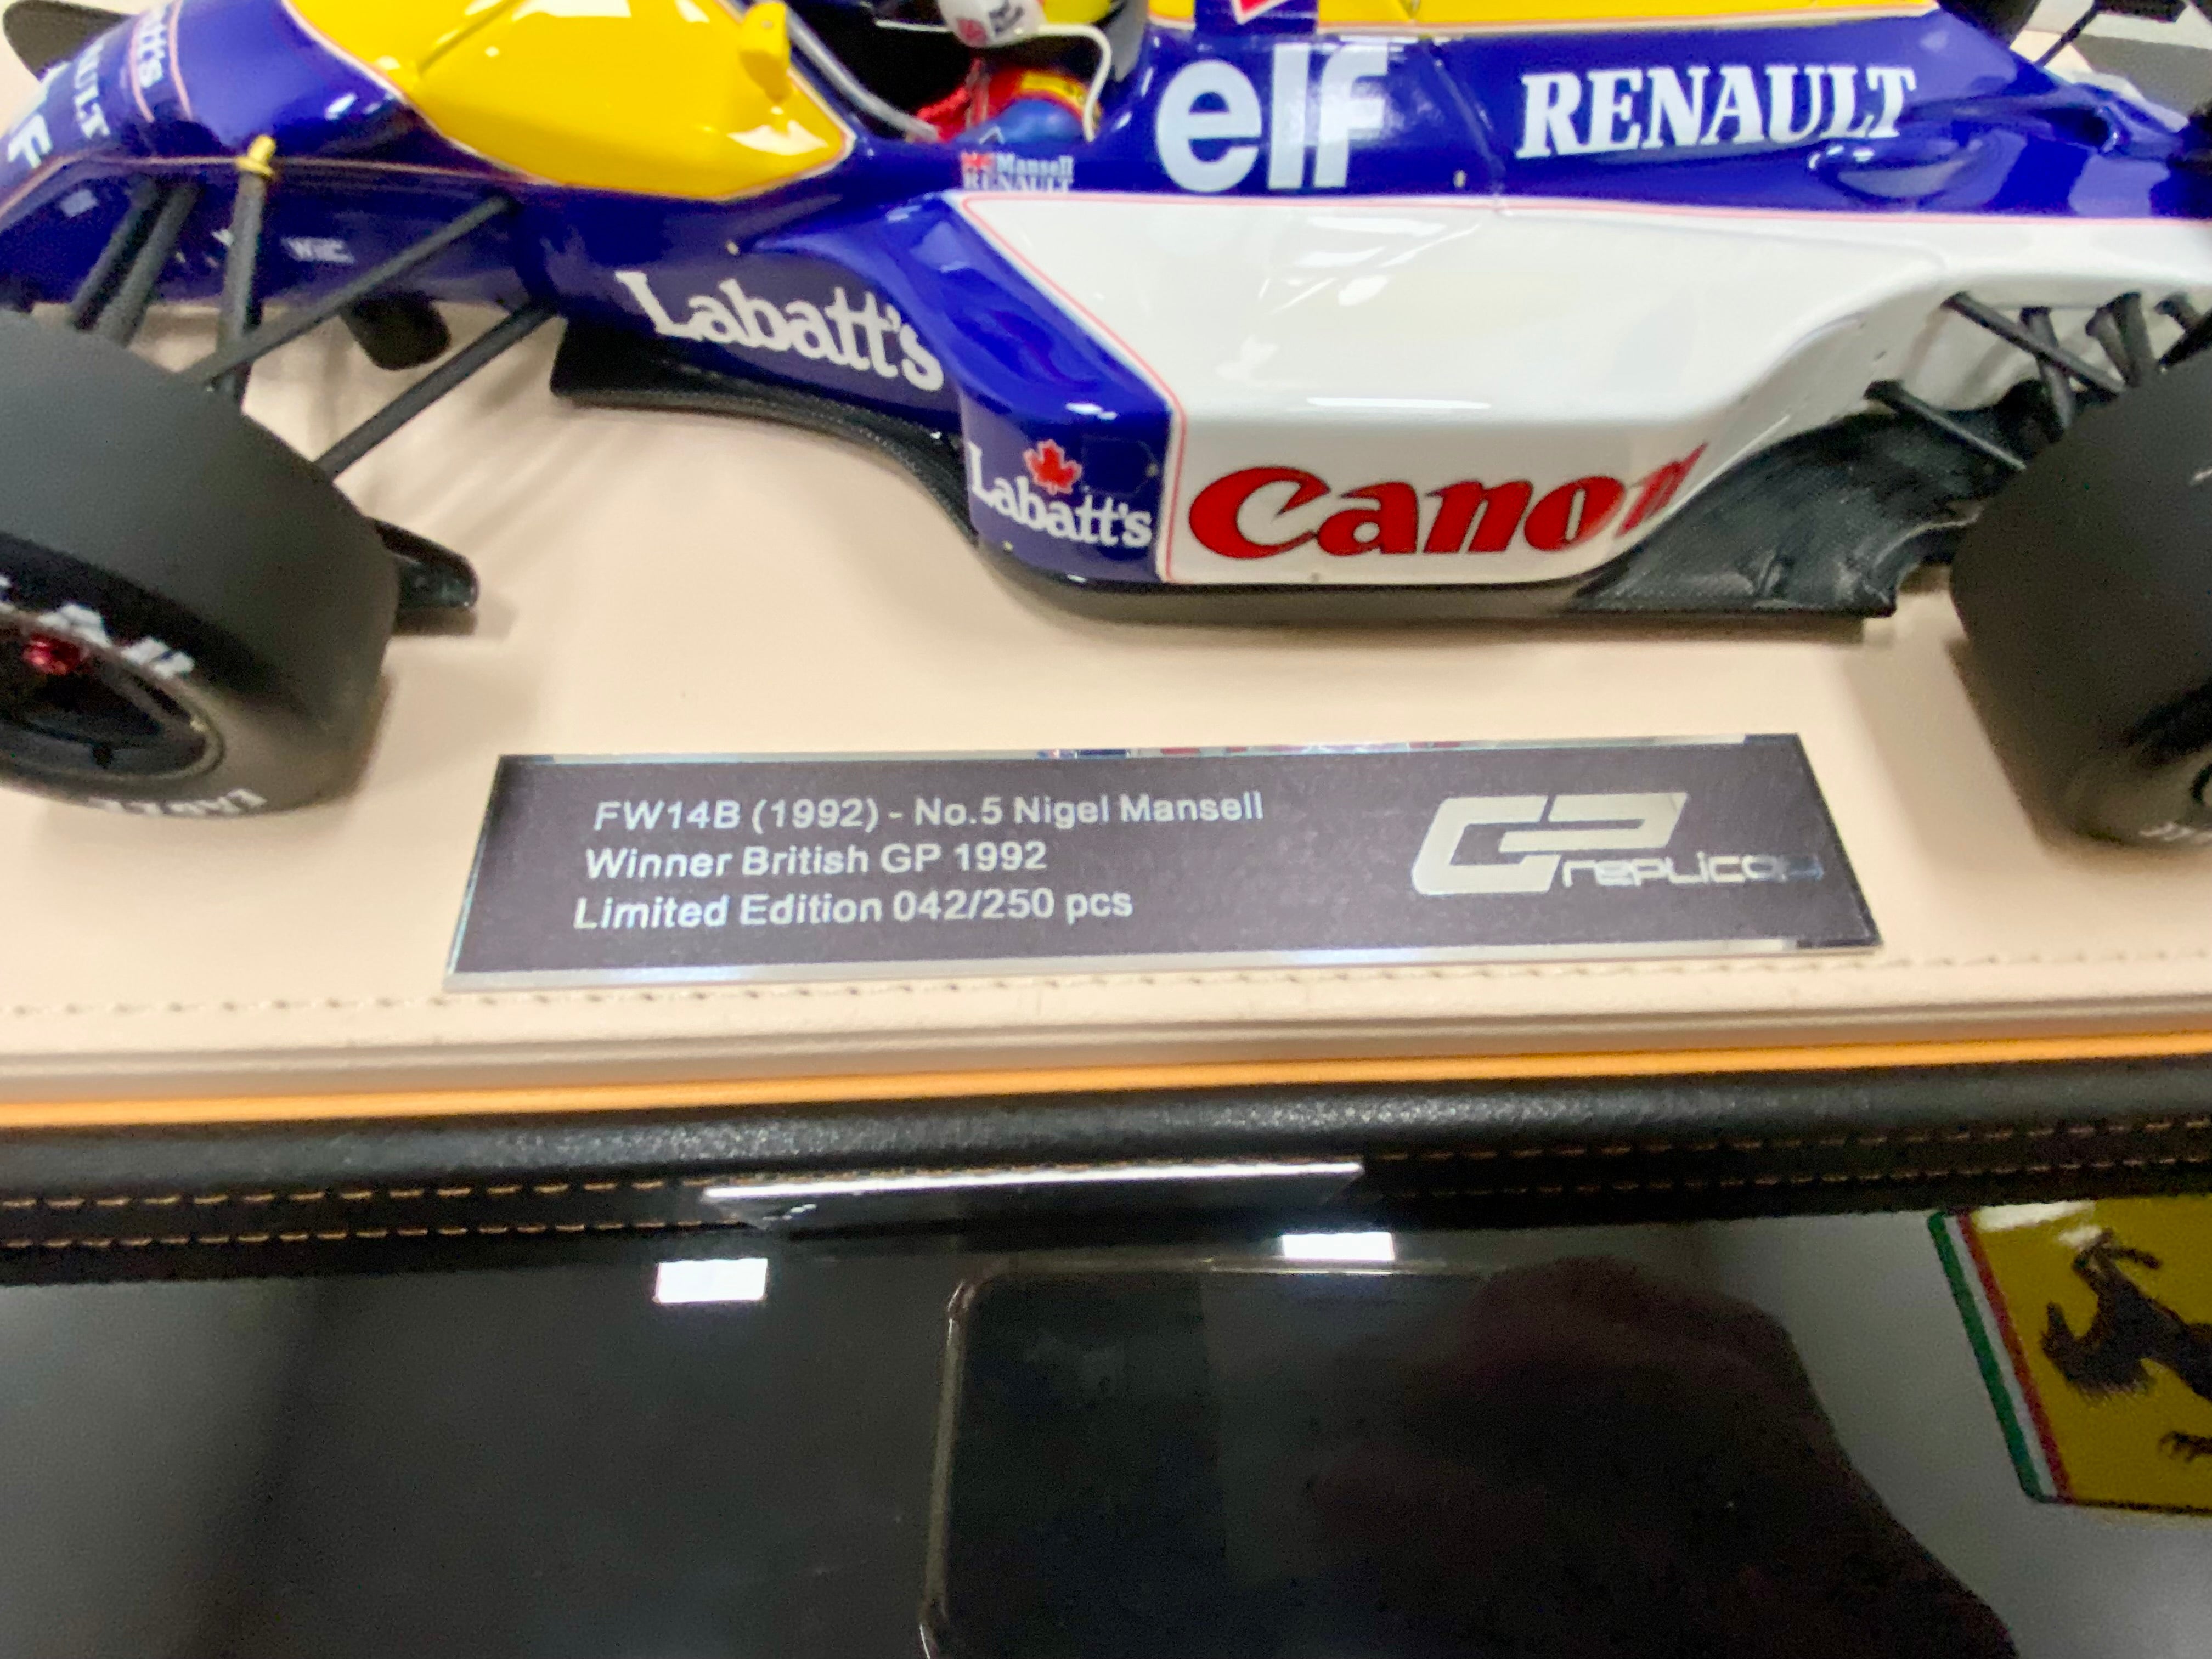 elf
RENAULT
Mansell
RENAULT
Labatt's
Labatt's
Canon
FW14B (1992) - No.5 Nigel Mansell
Winner British GP 1992
Limited Edition 042/250 pcs
GP
replicas